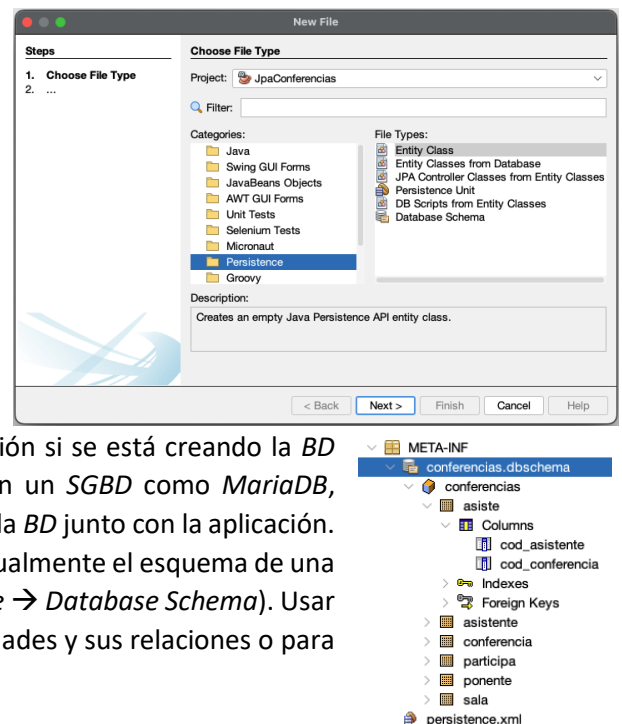 New File
Steps
1. Choose File Type
2. ...
Choose File Type
Project: JpaConferencias
Filter:
Categories:
Java
Swing GUI Forms
JavaBeans Objects
AWT GUI Forms
Unit Tests
Selenium Tests
Micronaut
Persistence
Groovy
File Types:
Entity Class
Entity Classes from Database
JPA Controller Classes from Entity Classes
Persistence Unit
DB Scripts from Entity Classes
Database Schema
Description:
Creates an empty Java Persistence API entity class.
< Back Next > Finish Cancel Help
ción si se está creando la BD
n un SGBD como MariaDB,
la BD junto con la aplicación.
ualmente el esquema de una
e → Database Schema). Usar
dades y sus relaciones o para
META-INF
conferencias.dbschema
conferencias
asiste
Columns
cod_asistente
cod_conferencia
Indexes
Foreign Keys
asistente
conferencia
participa
ponente
sala
persistence.xml